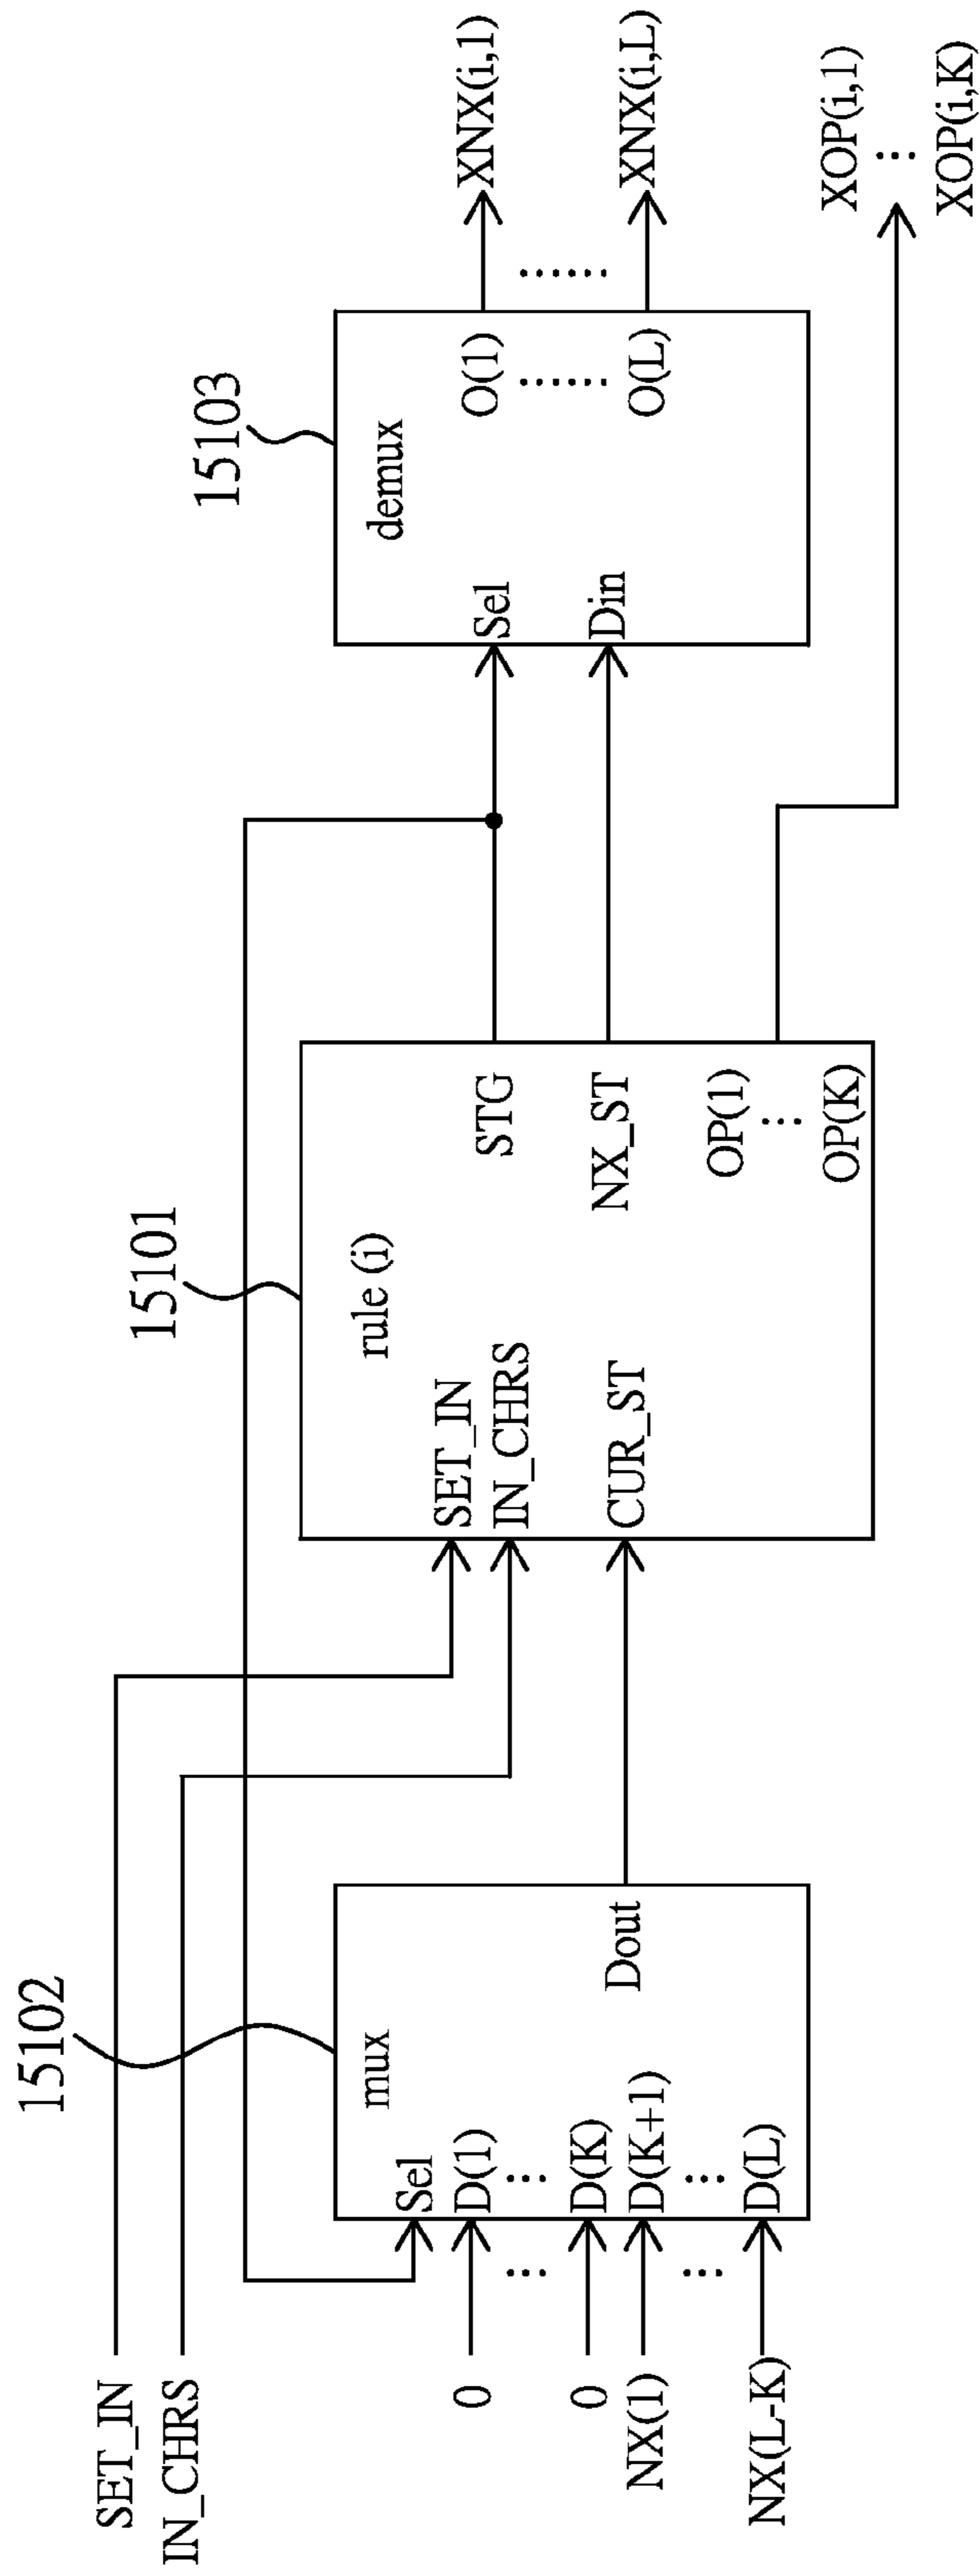 SET_IN
IN_CHRS
0
⋮
0
NX(1)
⋮
NX(L-K)
15102
mux
Sel
D(1)
⋮
D(K)
D(K+1)
⋮
D(L)
Dout
15101
rule (i)
SET_IN
IN_CHRS
CUR_ST
STG
NX_ST
OP(1)
⋮
OP(K)
15103
demux
Sel
Din
O(1)
......
O(L)
XNX(i,1)
......
XNX(i,L)
XOP(i,1)
⋮
XOP(i,K)